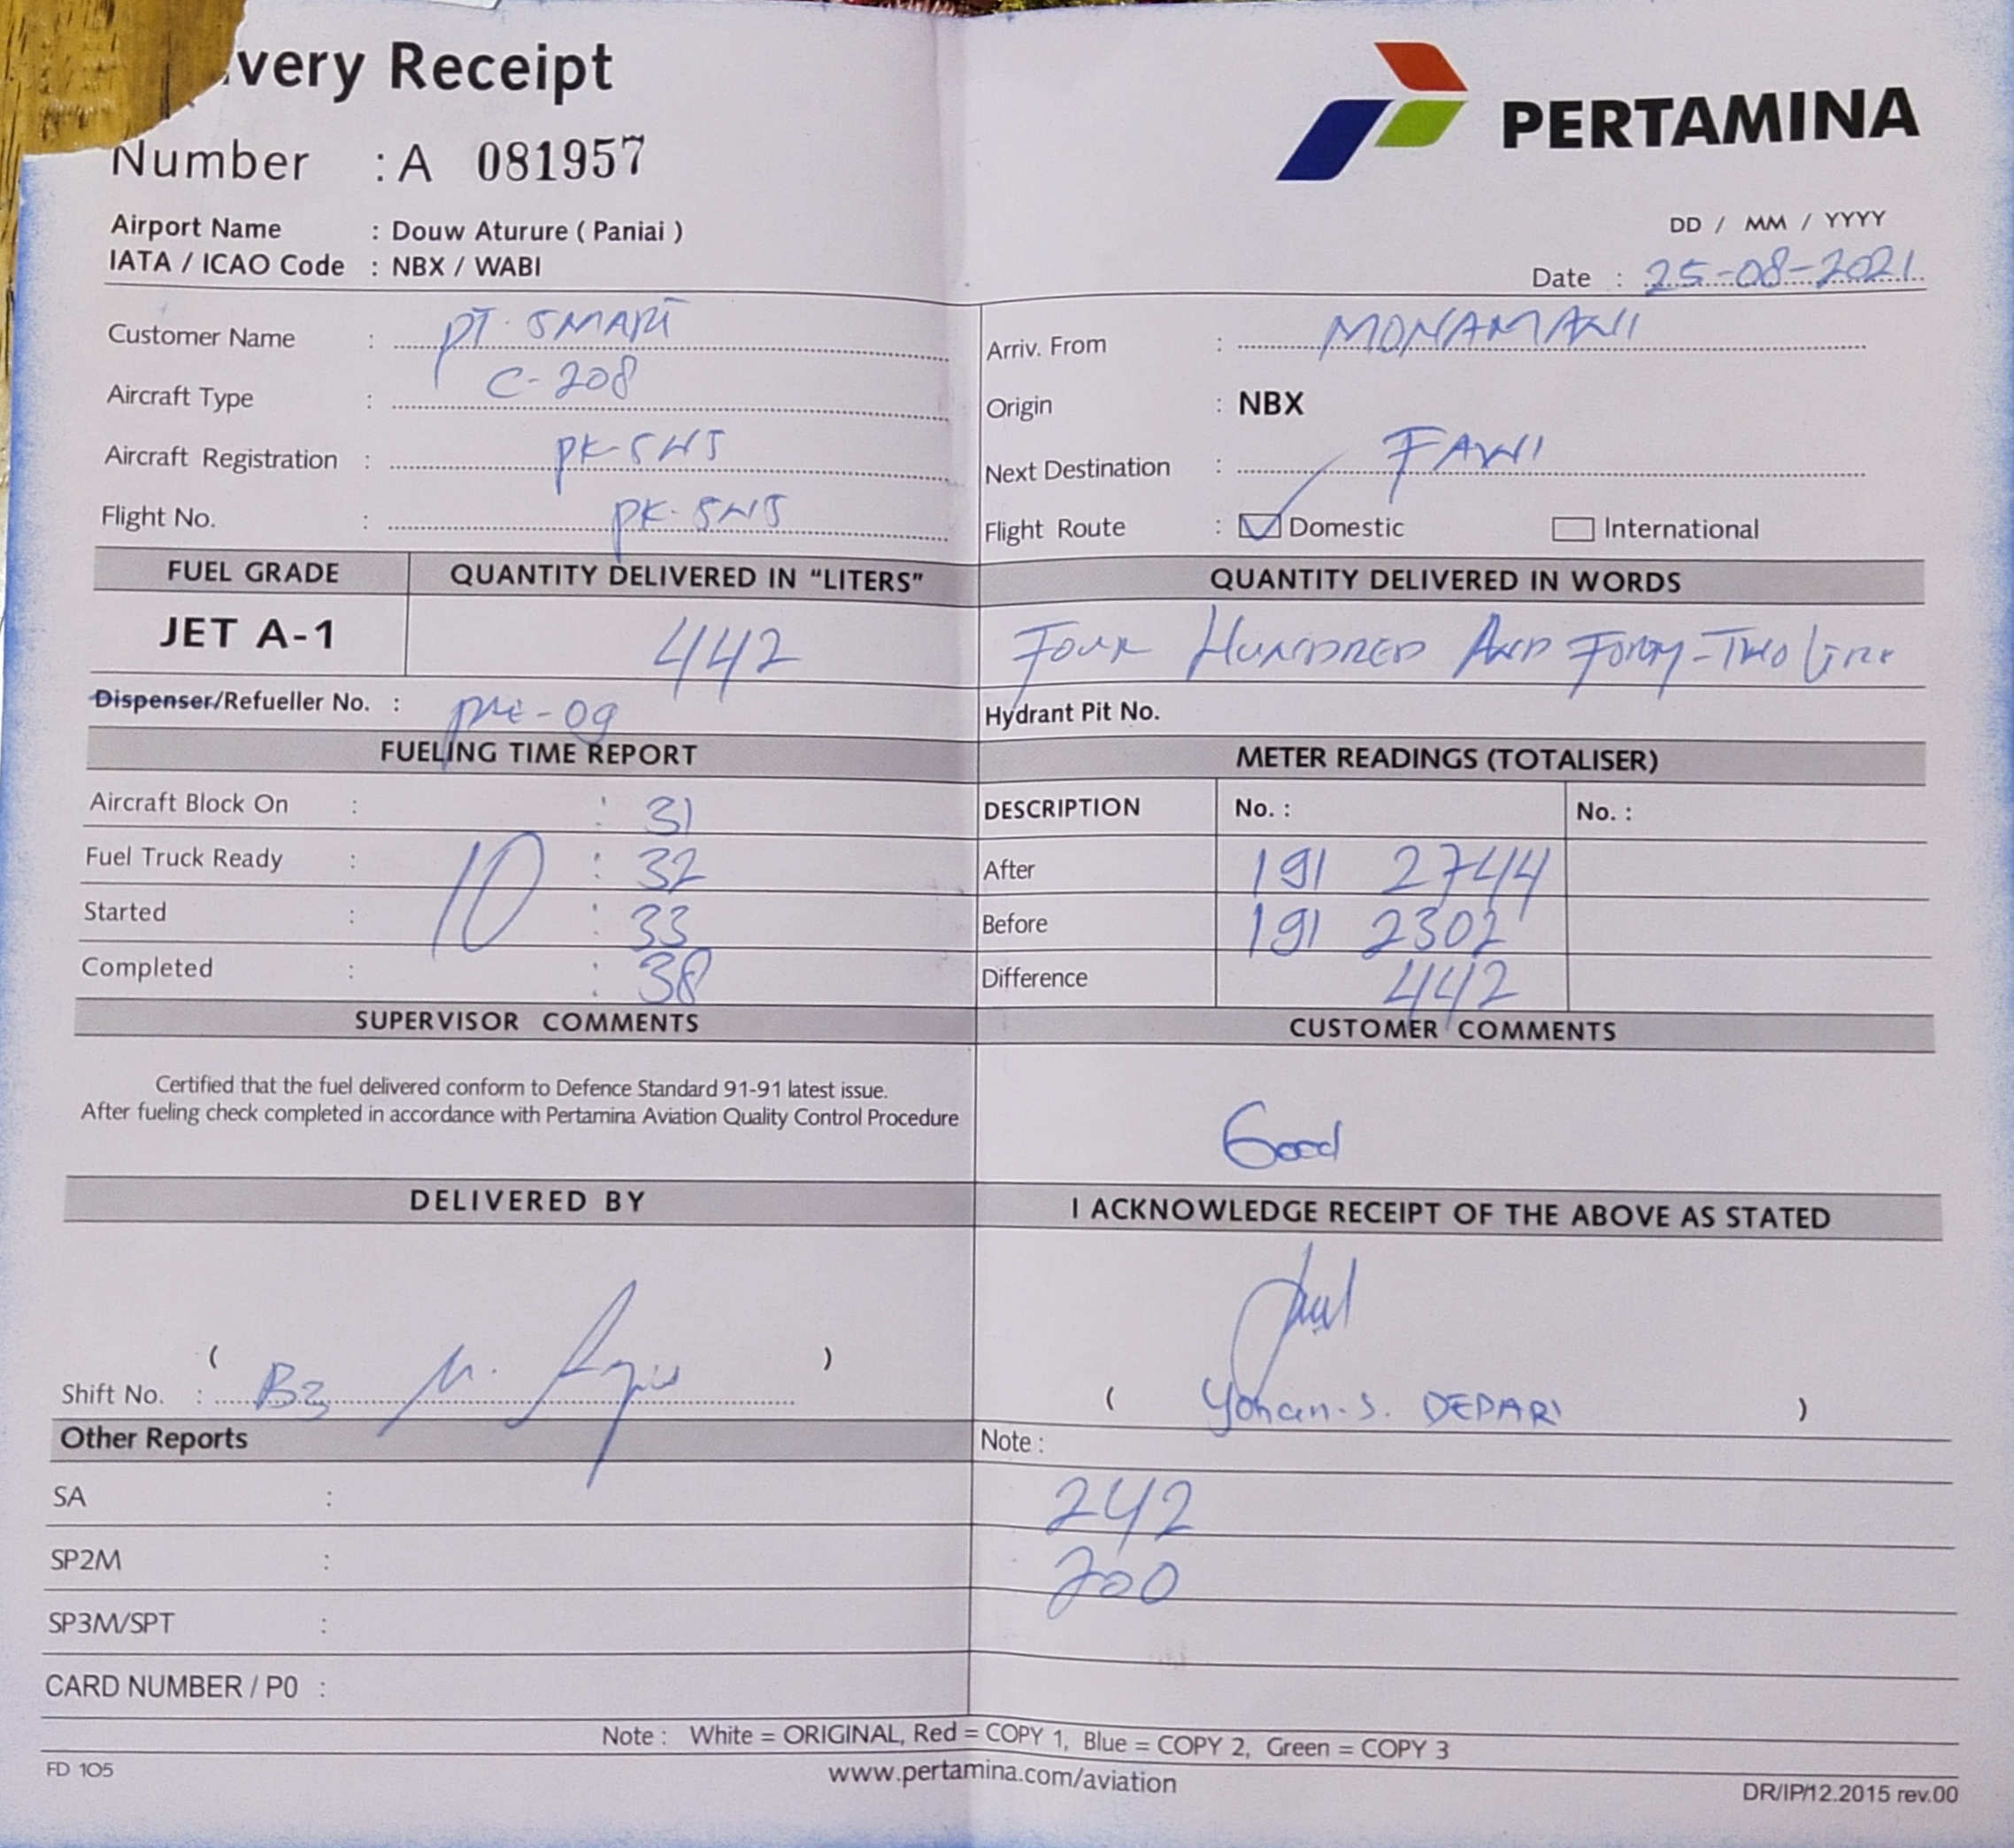 very Receipt
PERTAMINA
Number : A 081957
Airport Name : Douw Aturure ( Paniai )
IATA / ICAO Code : NBX / WABI
DD / MM / YYYY
Date : 25-08-2021
Customer Name : PT. SMART
Aircraft Type : C-208
Aircraft Registration :
Flight No. :
Arriv. From : MONAMANI
Origin : NBX
Next Destination : FAWI
Flight Route : Domestic International
FUEL GRADE QUANTITY DELIVERED IN “LITERS” QUANTITY DELIVERED IN WORDS
JET A-1 442 Four HUNDRED AND FORTY-TWO
Dispenser/Refueller No. : Hydrant Pit No.
FUELING TIME REPORT METER READINGS (TOTALISER)
Aircraft Block On : : 31 DESCRIPTION No. : No. :
Fuel Truck Ready : 10 : 32 After 191 2744
Started : : 33 Before 191 2302
Completed : : 38 Difference 442
SUPERVISOR COMMENTS CUSTOMER COMMENTS
Certified that the fuel delivered conform to Defence Standard 91-91 latest issue.
After fueling check completed in accordance with Pertamina Aviation Quality Control Procedure
Good
DELIVERED BY I ACKNOWLEDGE RECEIPT OF THE ABOVE AS STATED
( )
Shift No. :
( Yohan. S. DEPARI )
Other Reports Note :
SA : 242
SP2M : 200
SP3M/SPT :
CARD NUMBER / P0 :
Note : White = ORIGINAL, Red = COPY 1, Blue = COPY 2, Green = COPY 3
FD 105 www.pertamina.com/aviation DR/IP/12.2015 rev.00